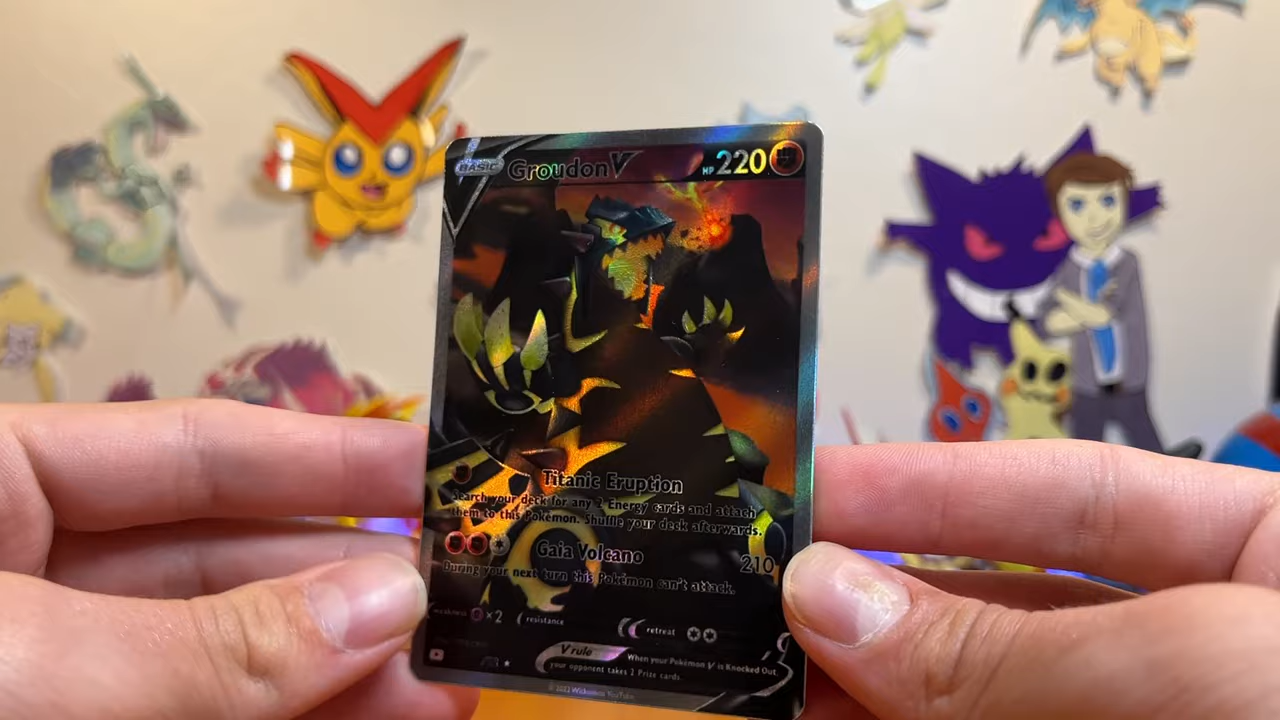 BASIC Groudon V HP 220
Titanic Eruption
Search your deck for any 2 Energy cards and attach
them to this Pokémon. Shuffle your deck afterwards.
Gaia Volcano 210
During your next turn this Pokémon can't attack.
weakness ×2 resistance retreat
V rule When your Pokémon V is Knocked Out,
your opponent takes 2 Prize cards.
YouTube